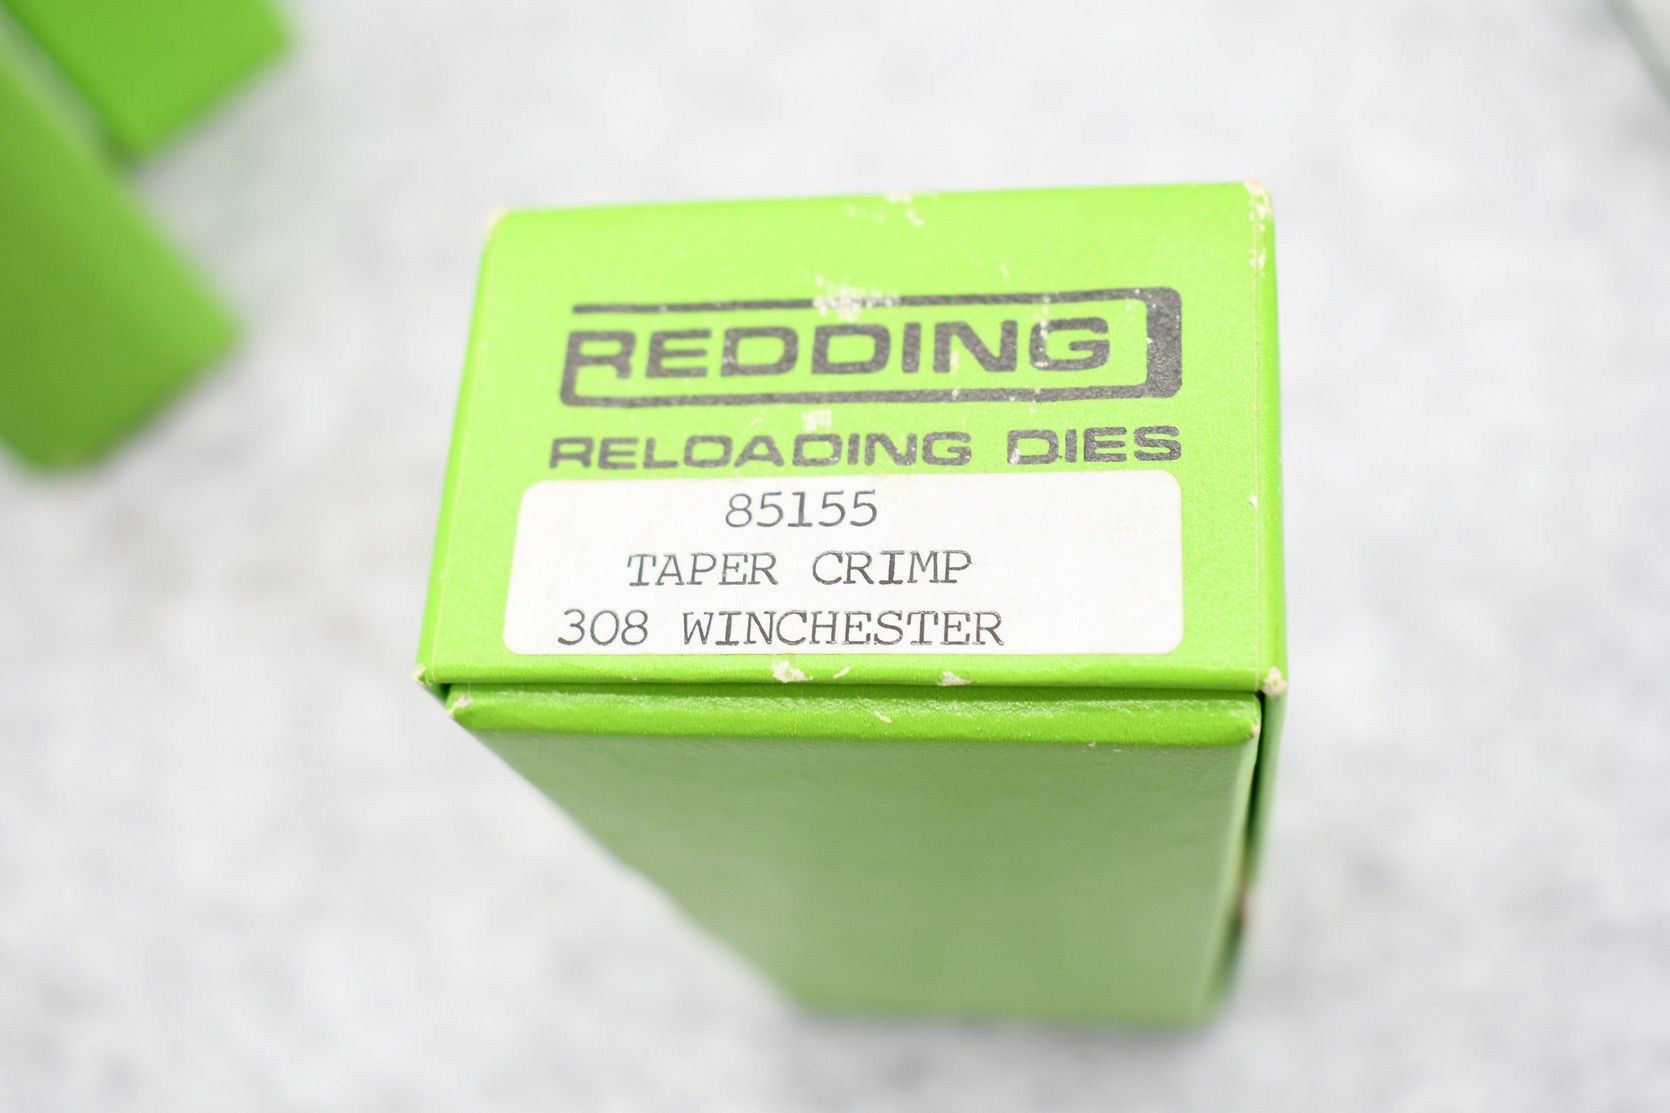 REDDING
RELOADING DIES
85155
TAPER CRIMP
308 WINCHESTER